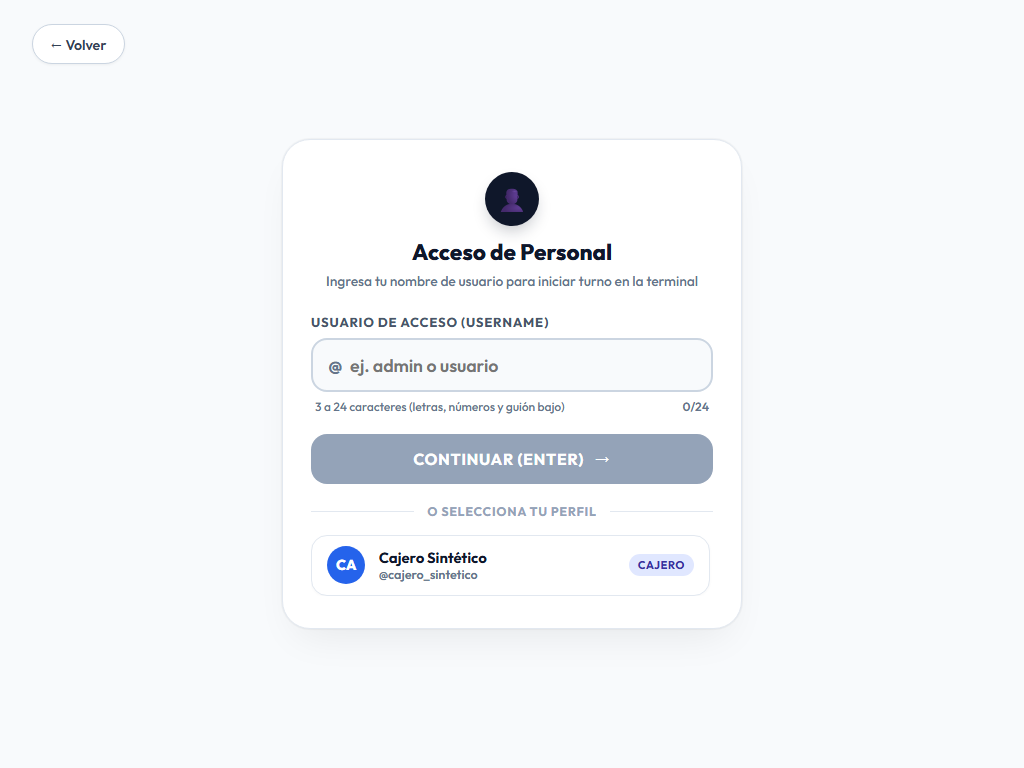 ← Volver
Acceso de Personal
Ingresa tu nombre de usuario para iniciar turno en la terminal
USUARIO DE ACCESO (USERNAME)
@ ej. admin o usuario
3 a 24 caracteres (letras, números y guión bajo) 0/24
CONTINUAR (ENTER) →
O SELECCIONA TU PERFIL
CA Cajero Sintético CAJERO
@cajero_sintetico